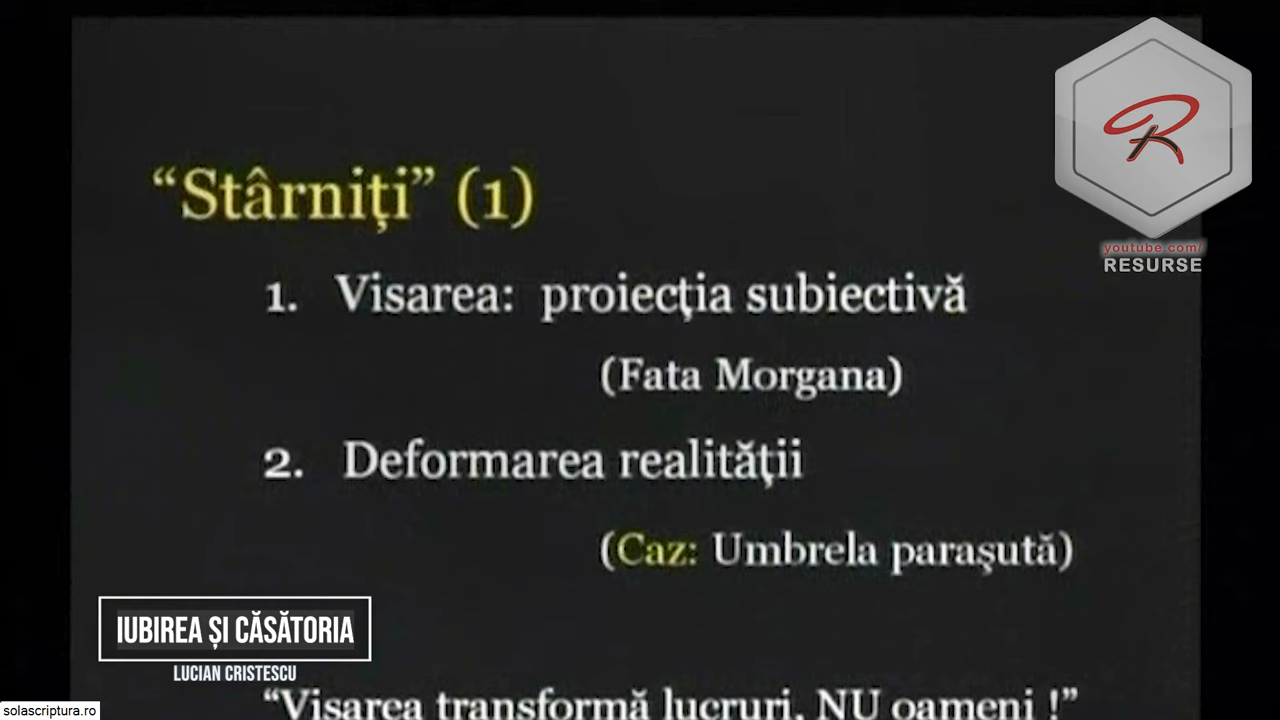 “Stârniți” (1)
1. Visarea: proiecția subiectivă
(Fata Morgana)
2. Deformarea realității
(Caz: Umbrela parașută)
“Visarea transformă lucruri, NU oameni !”
youtube.com/
RESURSE
IUBIREA ȘI CĂSĂTORIA
LUCIAN CRISTESCU
solascriptura.ro